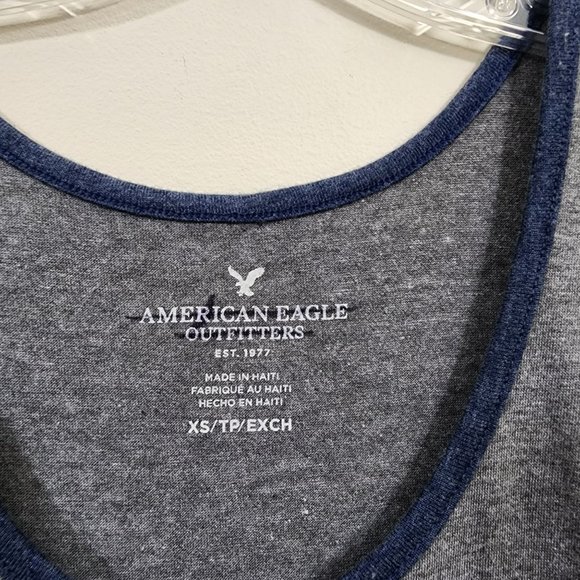 AMERICAN EAGLE
OUTFITTERS
EST. 1977
MADE IN HAITI
FABRIQUÉ AU HAITI
HECHO EN HAITI
XS/TP/EXCH